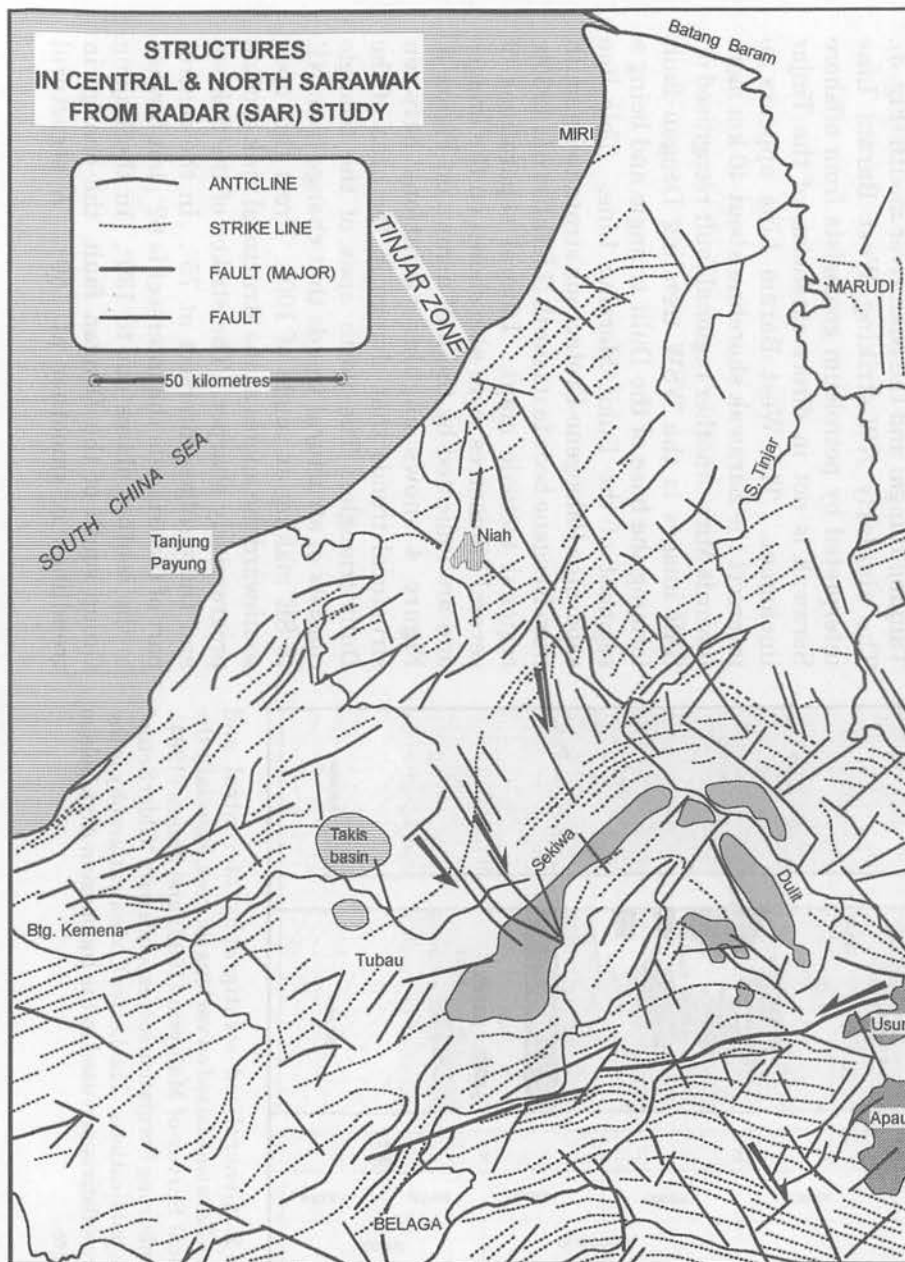 STRUCTURES
IN CENTRAL & NORTH SARAWAK
FROM RADAR (SAR) STUDY
ANTICLINE
STRIKE LINE
FAULT (MAJOR)
FAULT
50 kilometres
Batang Baram
MIRI
TINJAR ZONE
MARUDI
S. Tinjar
SOUTH CHINA SEA
Tanjung
Payung
Niah
Takis
basin
Sekiwa
Dulit
Btg. Kemena
Tubau
Usun
Apau
BELAGA